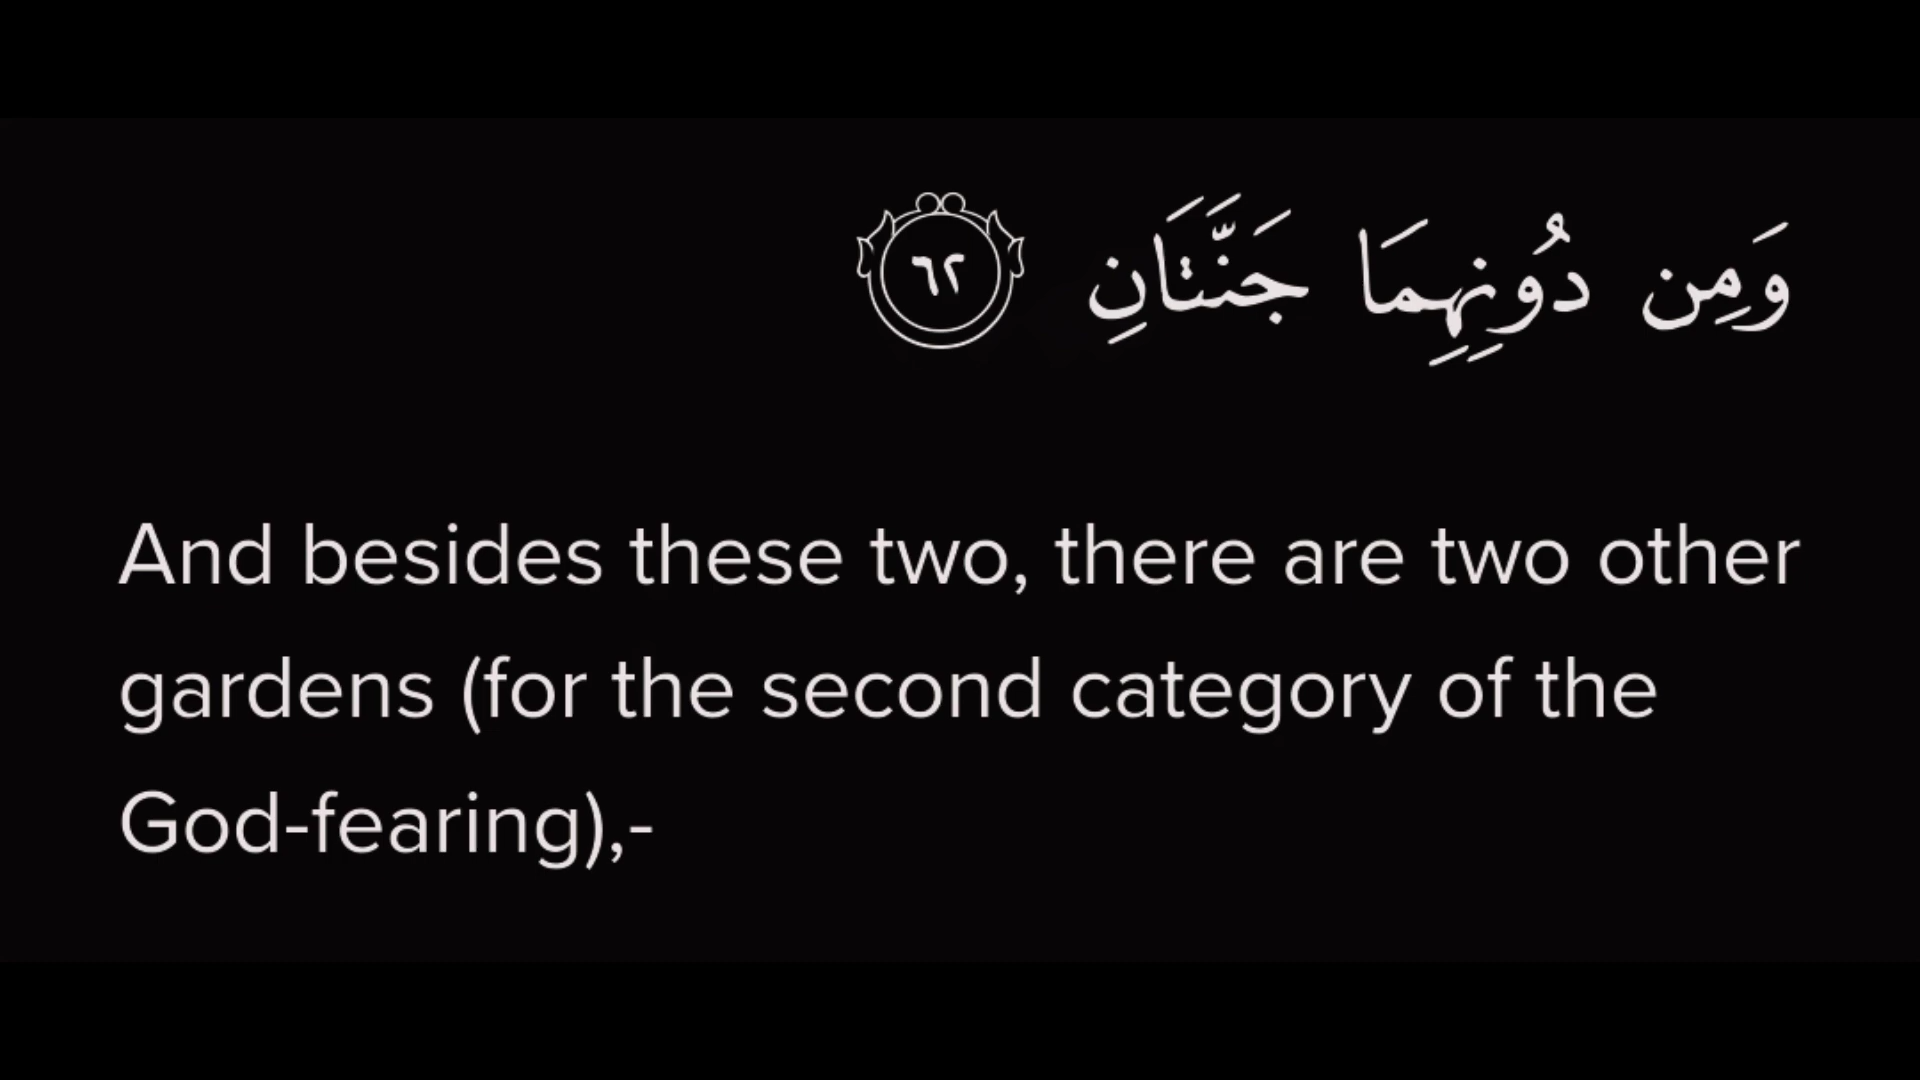 وَمِن دُونِهِمَا جَنَّتَانِ ٦٢
And besides these two, there are two other
gardens (for the second category of the
God-fearing),-